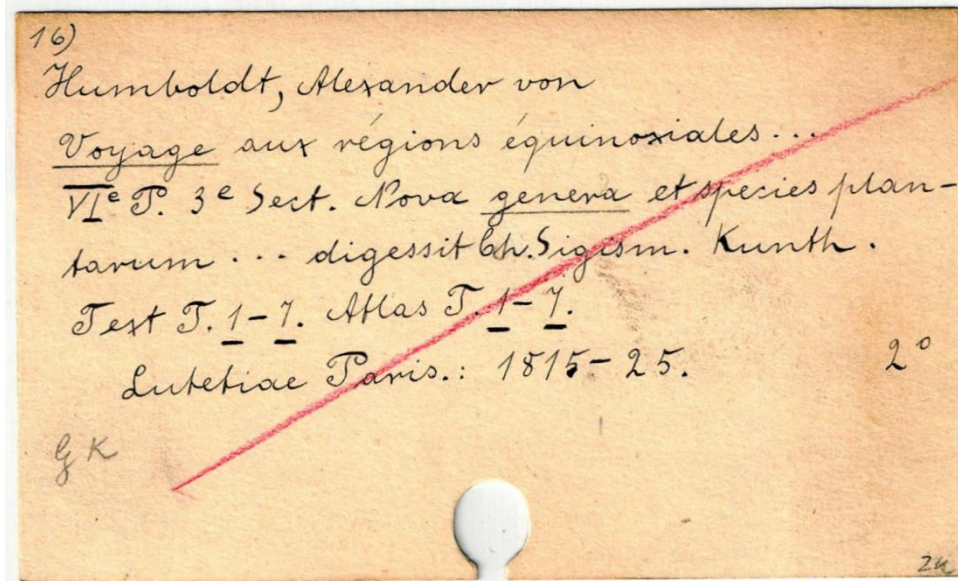 16)
Humboldt, Alexander von
Voyage aux régions équinoxiales...
VIe P. 3e Sect. Nova genera et species plan-
tarum ... digessit Ch. Sigism. Kunth.
Text T. 1-7. Atlas T. 1-7.
Lutetiae Paris.: 1815-25. 2°
GK